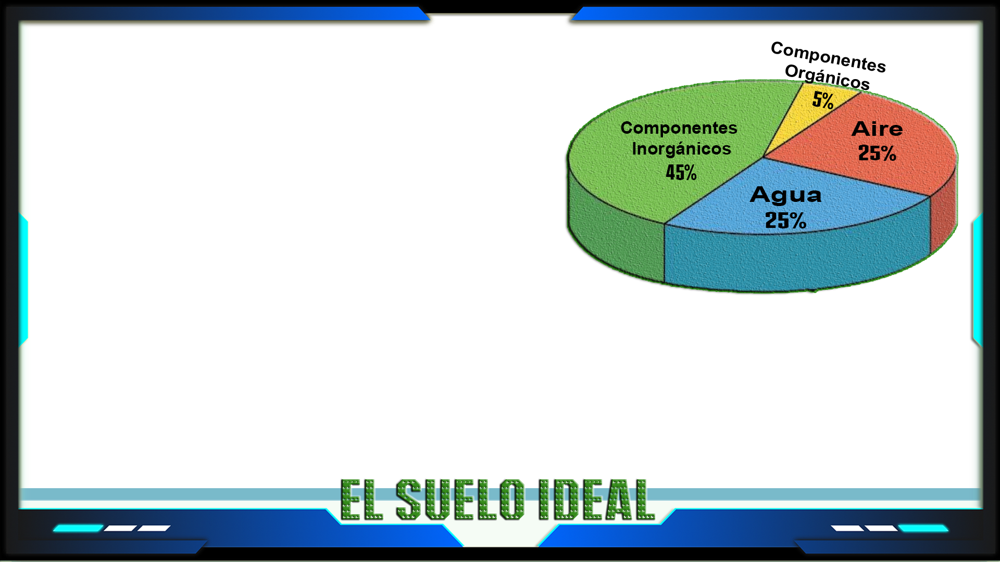 Componentes
Orgánicos
5%
Componentes
Inorgánicos
45%
Aire
25%
Agua
25%
EL SUELO IDEAL